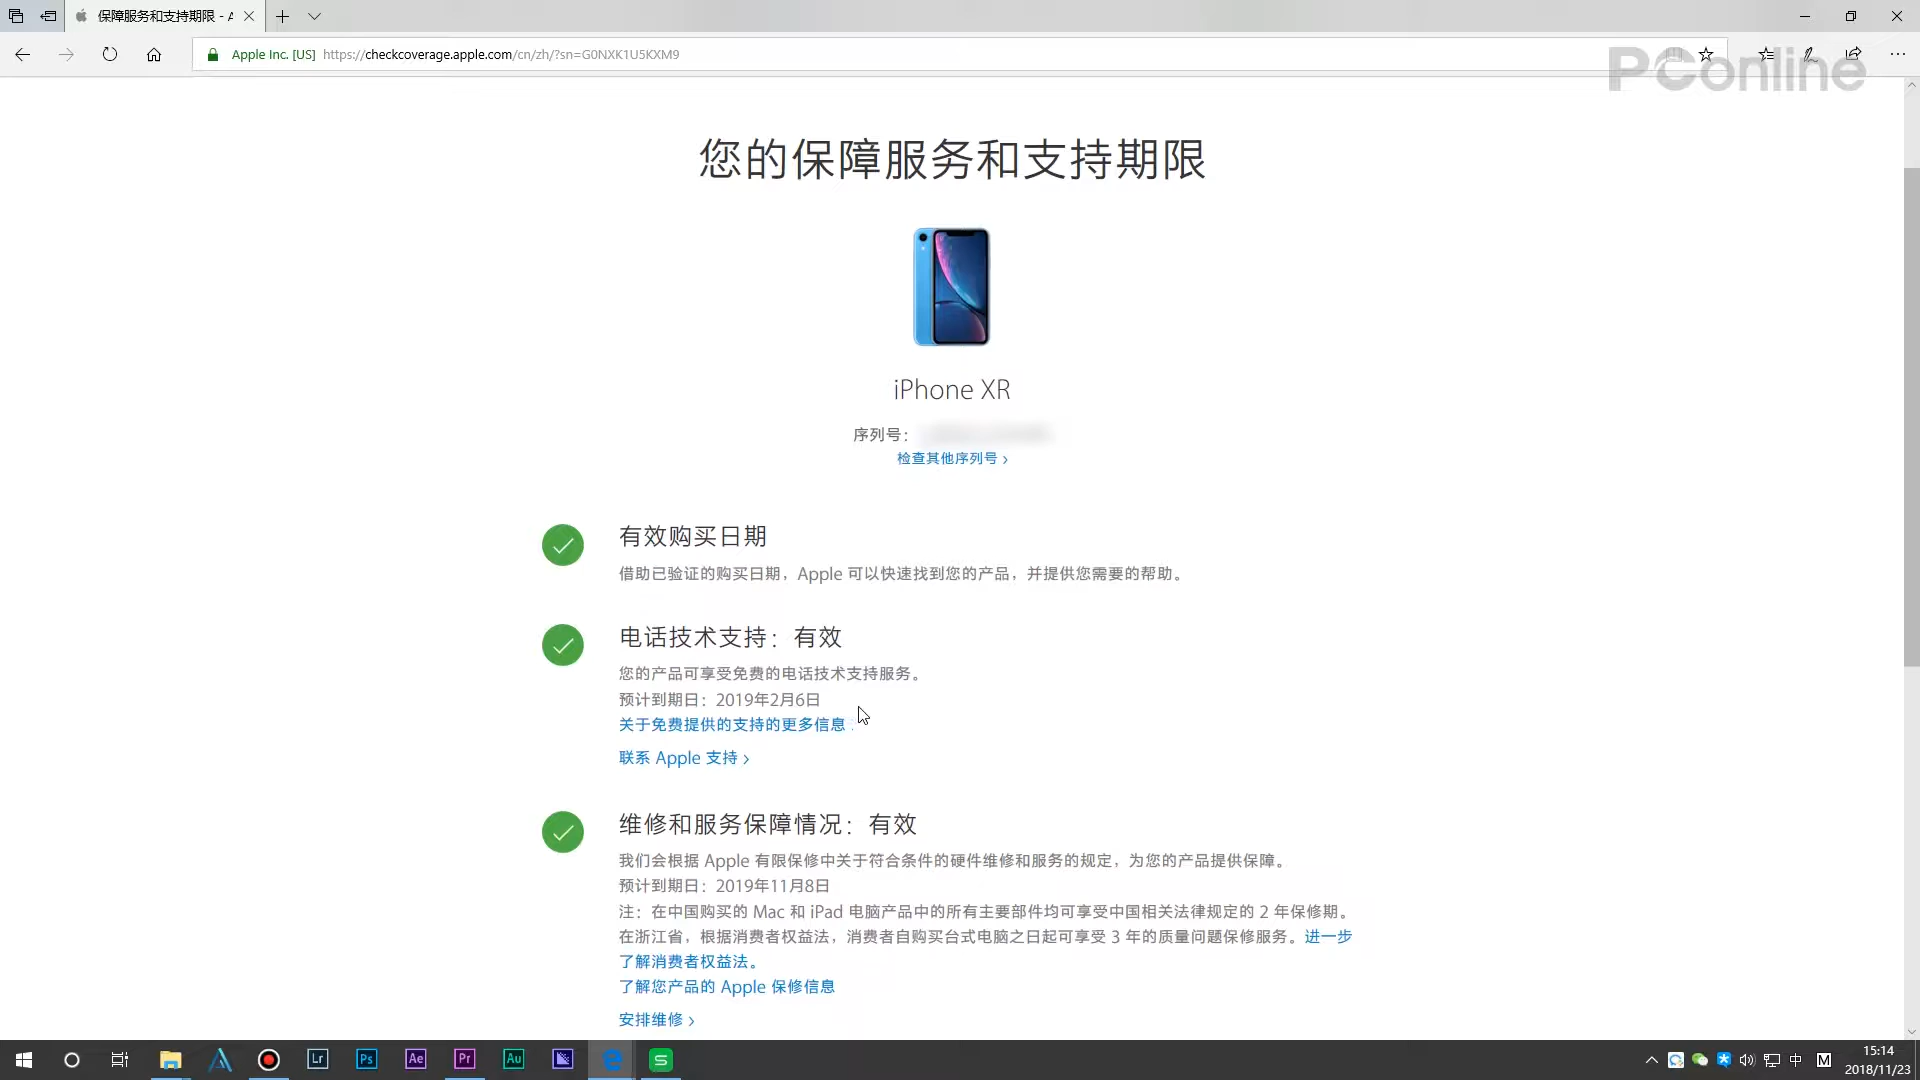 保障服务和支持期限 - A
Apple Inc. [US] https://checkcoverage.apple.com/cn/zh/?sn=G0NXK1U5KXM9
PConline
您的保障服务和支持期限
iPhone XR
序列号：
检查其他序列号 ›
有效购买日期
借助已验证的购买日期，Apple 可以快速找到您的产品，并提供您需要的帮助。
电话技术支持：有效
您的产品可享受免费的电话技术支持服务。
预计到期日：2019年2月6日
关于免费提供的支持的更多信息
联系 Apple 支持 ›
维修和服务保障情况：有效
我们会根据 Apple 有限保修中关于符合条件的硬件维修和服务的规定，为您的产品提供保障。
预计到期日：2019年11月8日
注：在中国购买的 Mac 和 iPad 电脑产品中的所有主要部件均可享受中国相关法律规定的 2 年保修期。
在浙江省，根据消费者权益法，消费者自购买台式电脑之日起可享受 3 年的质量问题保修服务。进一步
了解消费者权益法。
了解您产品的 Apple 保修信息
安排维修 ›
Lr Ps Ae Pr Au S 中 M
15:14
2018/11/23